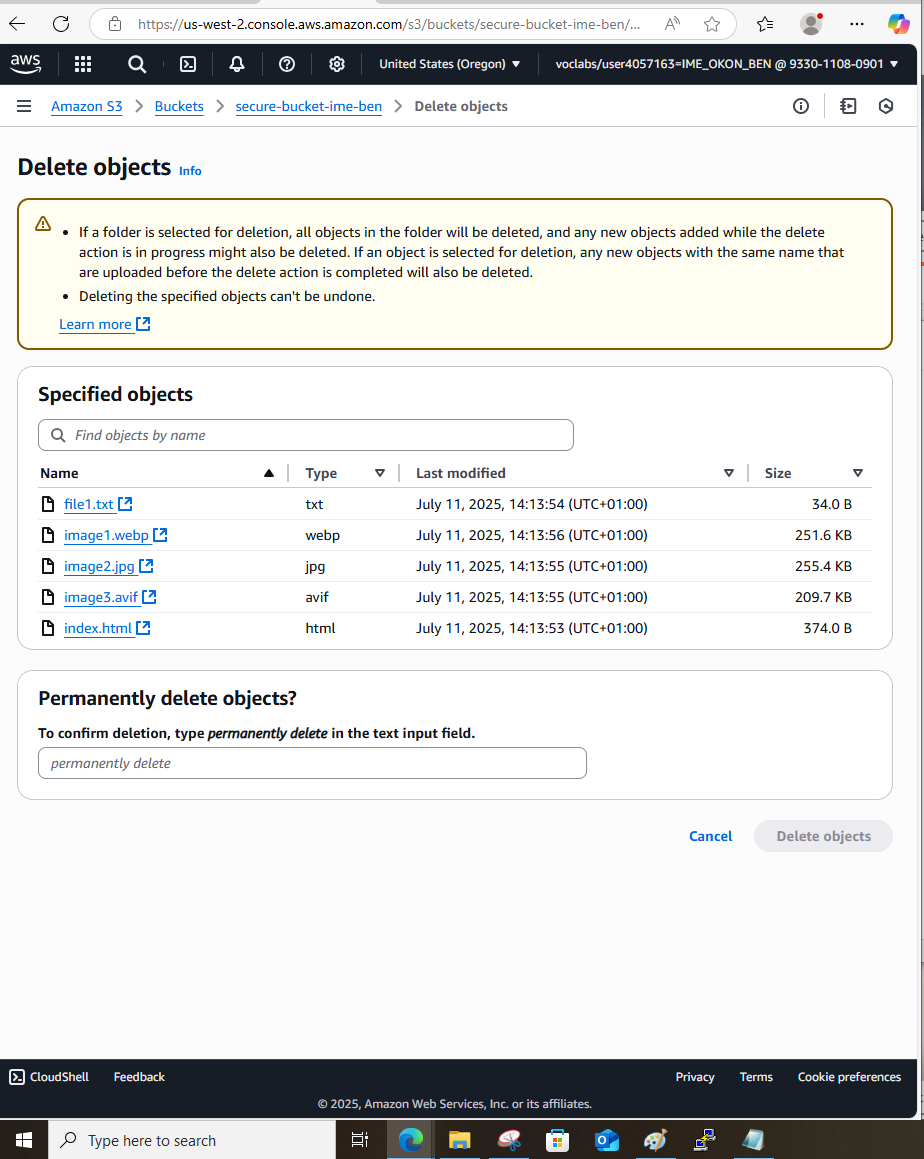 https://us-west-2.console.aws.amazon.com/s3/buckets/secure-bucket-ime-ben/...
aws
United States (Oregon)
voclabs/user4057163=IME_OKON_BEN @ 9330-1108-0901
Amazon S3 > Buckets > secure-bucket-ime-ben > Delete objects
Delete objects Info
• If a folder is selected for deletion, all objects in the folder will be deleted, and any new objects added while the delete
action is in progress might also be deleted. If an object is selected for deletion, any new objects with the same name that
are uploaded before the delete action is completed will also be deleted.
• Deleting the specified objects can't be undone.
Learn more
Specified objects
Find objects by name
Name Type Last modified Size
file1.txt txt July 11, 2025, 14:13:54 (UTC+01:00) 34.0 B
image1.webp webp July 11, 2025, 14:13:56 (UTC+01:00) 251.6 KB
image2.jpg jpg July 11, 2025, 14:13:55 (UTC+01:00) 255.4 KB
image3.avif avif July 11, 2025, 14:13:55 (UTC+01:00) 209.7 KB
index.html html July 11, 2025, 14:13:53 (UTC+01:00) 374.0 B
Permanently delete objects?
To confirm deletion, type permanently delete in the text input field.
permanently delete
Cancel Delete objects
CloudShell Feedback Privacy Terms Cookie preferences
© 2025, Amazon Web Services, Inc. or its affiliates.
Type here to search